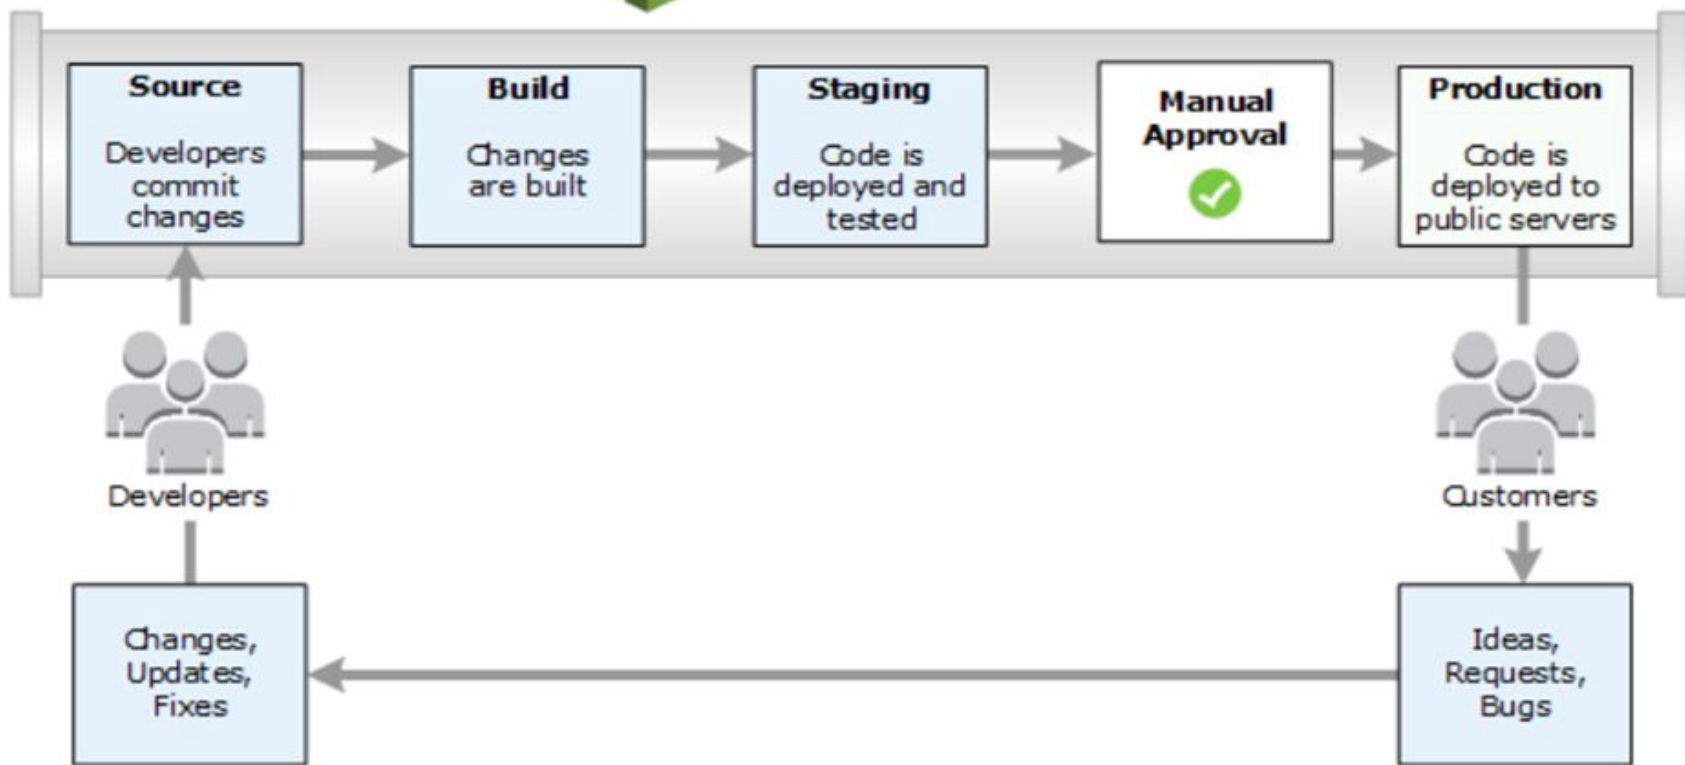 Source
Developers
commit
changes
Build
Changes
are built
Staging
Code is
deployed and
tested
Manual
Approval
Production
Code is
deployed to
public servers
Developers
Customers
Changes,
Updates,
Fixes
Ideas,
Requests,
Bugs